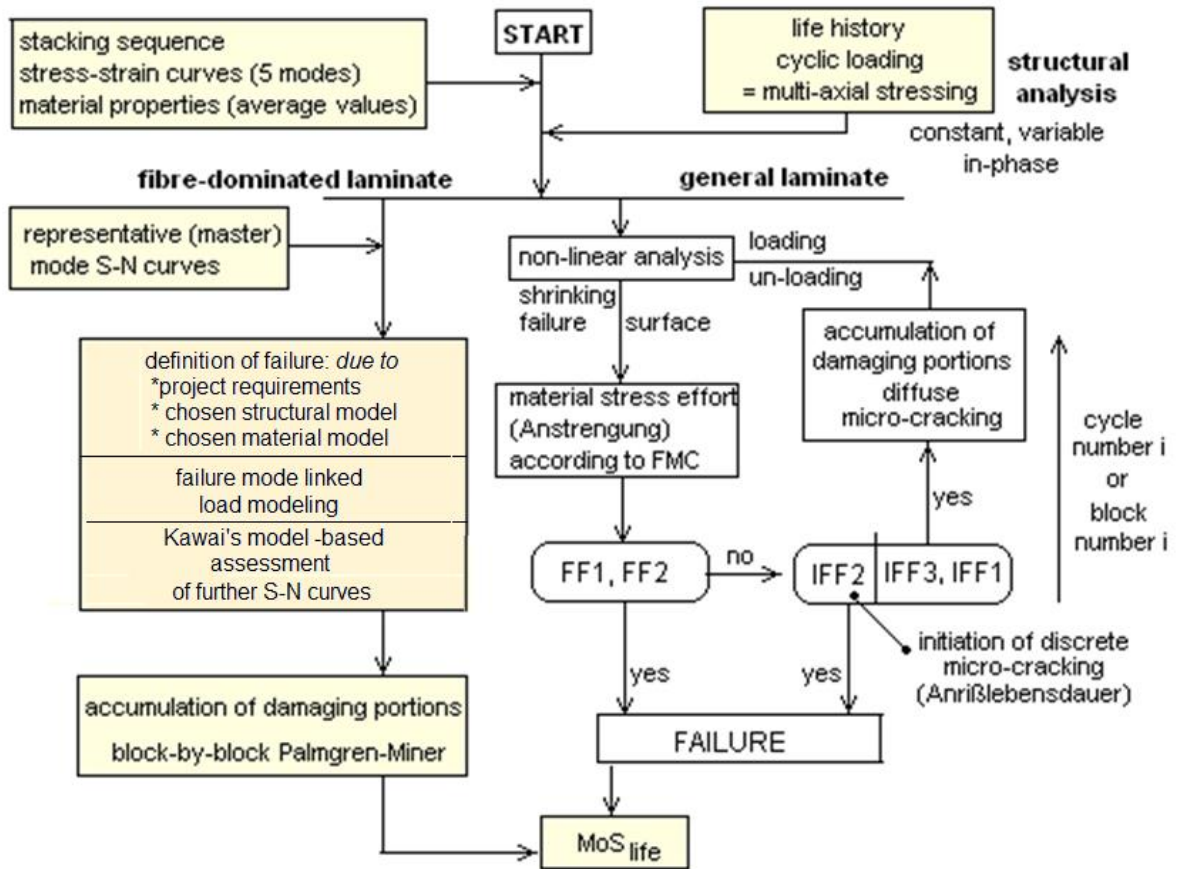 stacking sequence
stress-strain curves (5 modes)
material properties (average values)
START
life history
cyclic loading
= multi-axial stressing
structural
analysis
constant, variable
in-phase
fibre-dominated laminate
general laminate
representative (master)
mode S-N curves
definition of failure: due to
*project requirements
* chosen structural model
* chosen material model
failure mode linked
load modeling
Kawai's model -based
assessment
of further S-N curves
accumulation of damaging portions
block-by-block Palmgren-Miner
non-linear analysis
loading
un-loading
shrinking
failure surface
material stress effort
(Anstrengung)
according to FMC
accumulation of
damaging portions
diffuse
micro-cracking
cycle
number i
or
block
number i
yes
FF1, FF2
no
IFF2 IFF3, IFF1
initiation of discrete
micro-cracking
(Anrißlebensdauer)
yes
yes
FAILURE
MoS life